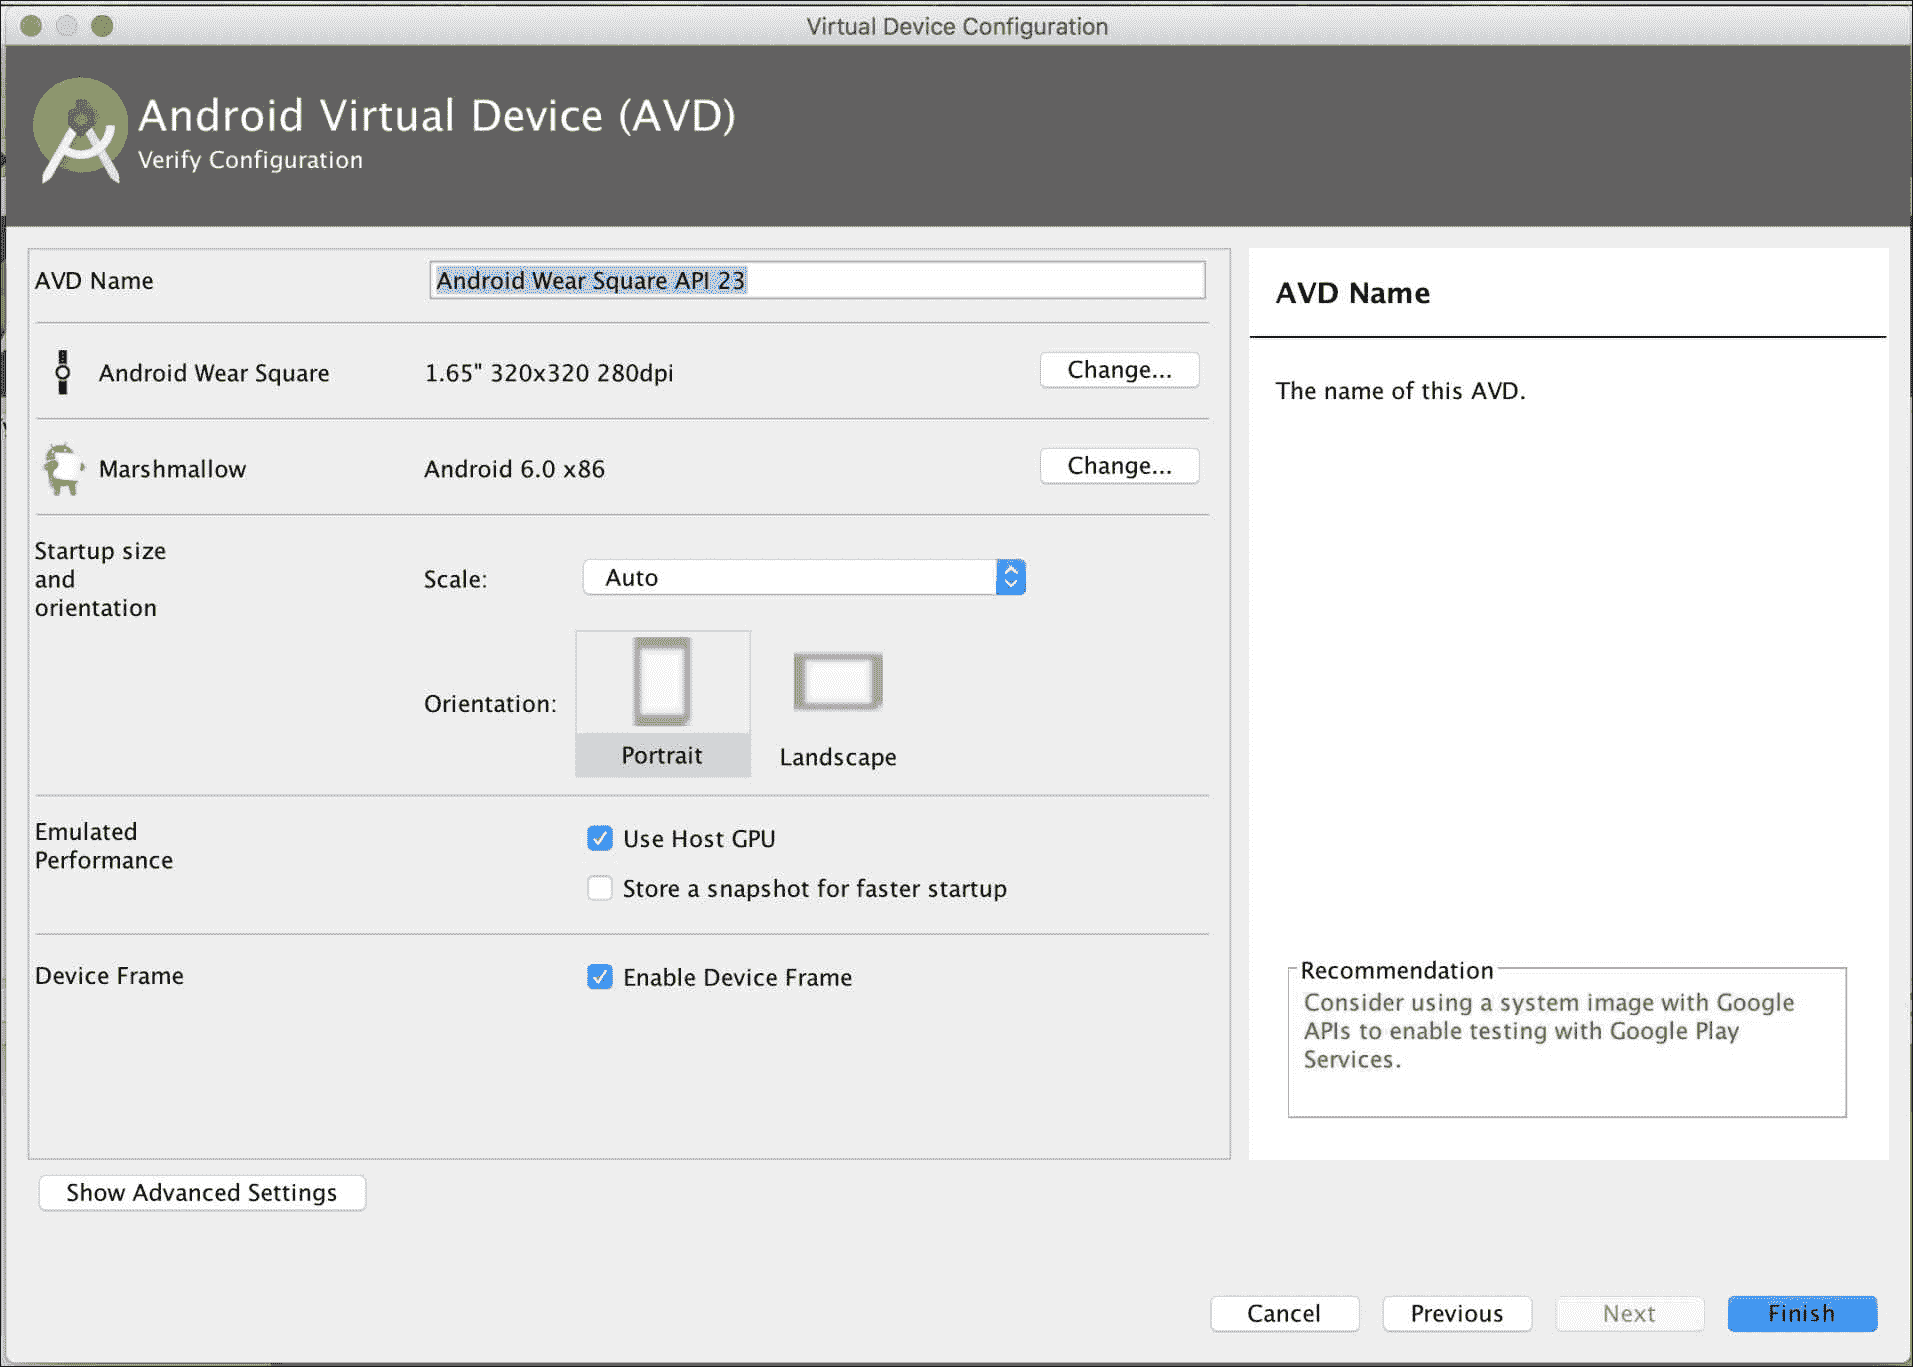 Virtual Device Configuration
Android Virtual Device (AVD)
Verify Configuration
AVD Name
Android Wear Square API 23
Android Wear Square
1.65" 320x320 280dpi
Change...
Marshmallow
Android 6.0 x86
Change...
Startup size
and
orientation
Scale:
Auto
Orientation:
Portrait
Landscape
Emulated
Performance
Use Host GPU
Store a snapshot for faster startup
Device Frame
Enable Device Frame
AVD Name
The name of this AVD.
Recommendation
Consider using a system image with Google
APIs to enable testing with Google Play
Services.
Show Advanced Settings
Cancel
Previous
Next
Finish